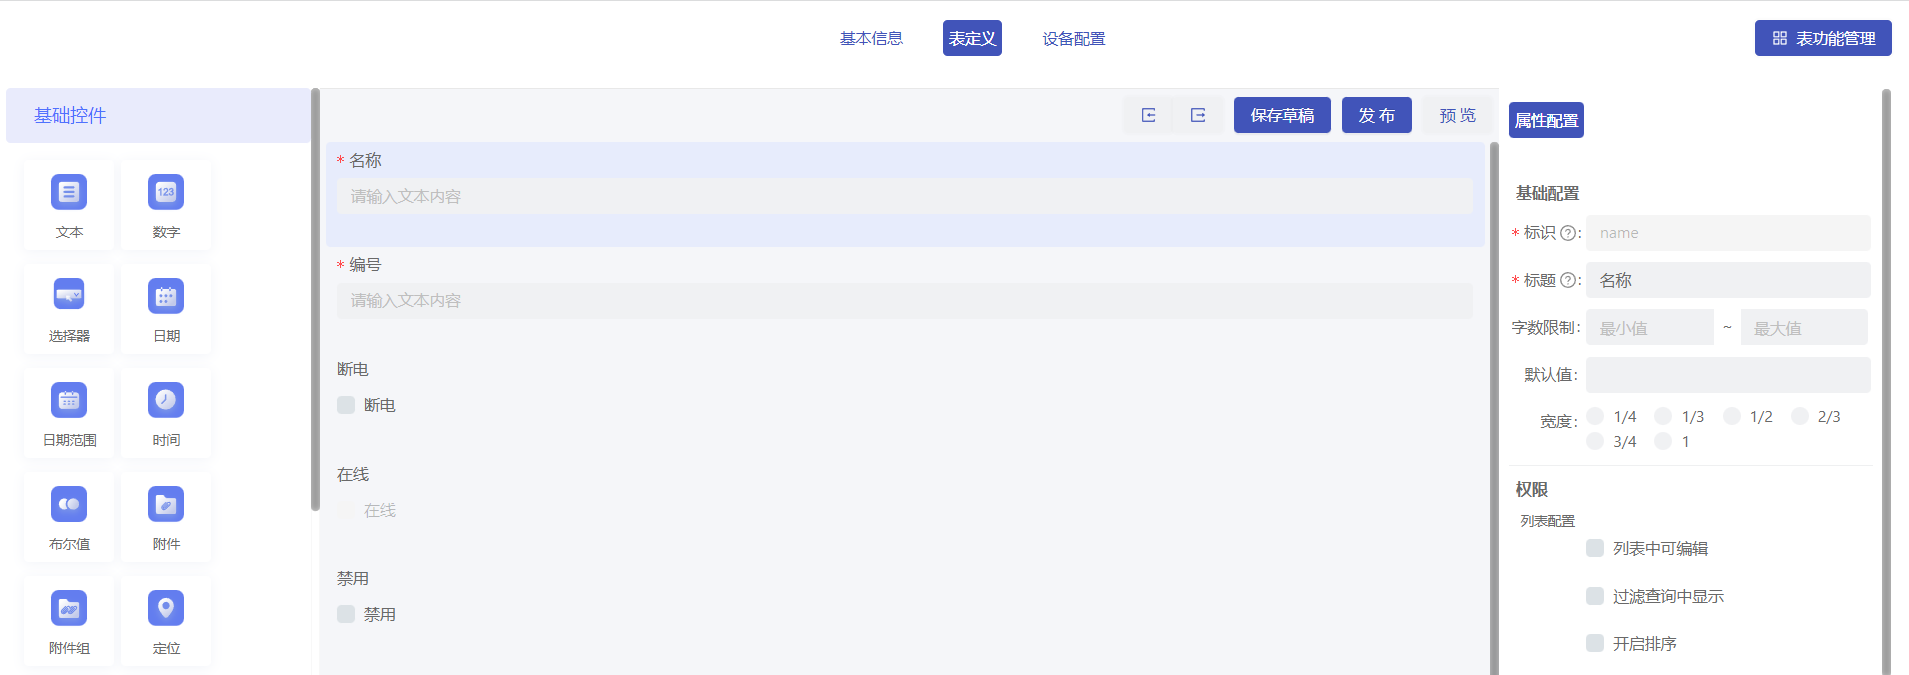 基本信息
表定义
设备配置
表功能管理
基础控件
文本
数字
选择器
日期
日期范围
时间
布尔值
附件
附件组
定位
保存草稿
发 布
预 览
* 名称
请输入文本内容
* 编号
请输入文本内容
断电
断电
在线
在线
禁用
禁用
属性配置
基础配置
* 标识 ? :
name
* 标题 ? :
名称
字数限制:
最小值 ~ 最大值
默认值:
宽度:
1/4 1/3 1/2 2/3
3/4 1
权限
列表配置
列表中可编辑
过滤查询中显示
开启排序